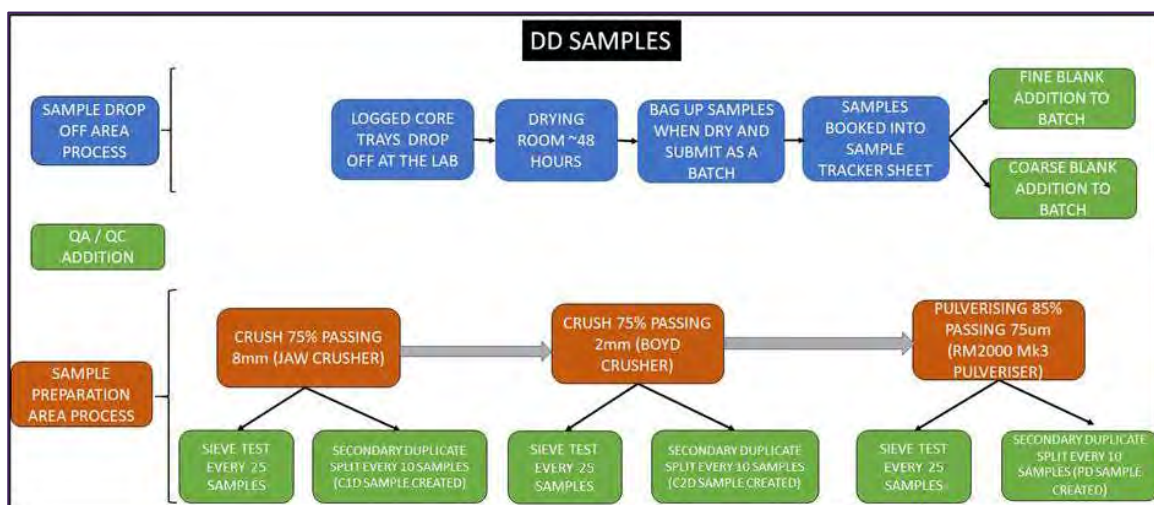 DD SAMPLES
SAMPLE DROP
OFF AREA
PROCESS
LOGGED CORE
TRAYS DROP
OFF AT THE LAB
DRYING
ROOM ~48
HOURS
BAG UP SAMPLES
WHEN DRY AND
SUBMIT AS A
BATCH
SAMPLES
BOOKED INTO
SAMPLE
TRACKER SHEET
FINE BLANK
ADDITION TO
BATCH
COARSE BLANK
ADDITION TO
BATCH
QA / QC
ADDITION
SAMPLE
PREPARATION
AREA PROCESS
CRUSH 75% PASSING
8mm (JAW CRUSHER)
CRUSH 75% PASSING
2mm (BOYD
CRUSHER)
PULVERISING 85%
PASSING 75um
(RM2000 Mk3
PULVERISER)
SIEVE TEST
EVERY 25
SAMPLES
SECONDARY DUPLICATE
SPLIT EVERY 10 SAMPLES
(C1D SAMPLE CREATED)
SIEVE TEST
EVERY 25
SAMPLES
SECONDARY DUPLICATE
SPLIT EVERY 10 SAMPLES
(C2D SAMPLE CREATED)
SIEVE TEST
EVERY 25
SAMPLES
SECONDARY DUPLICATE
SPLIT EVERY 10
SAMPLES (PD SAMPLE
CREATED)